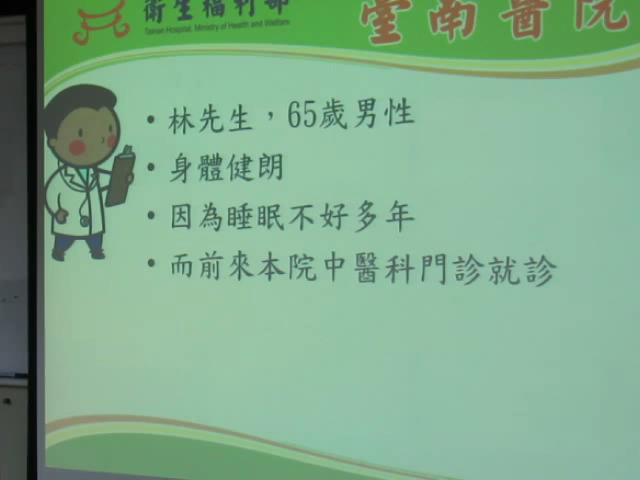 衛生福利部
臺南醫院
Tainan Hospital, Ministry of Health and Welfare
• 林先生，65歲男性
• 身體健朗
• 因為睡眠不好多年
• 而前來本院中醫科門診就診